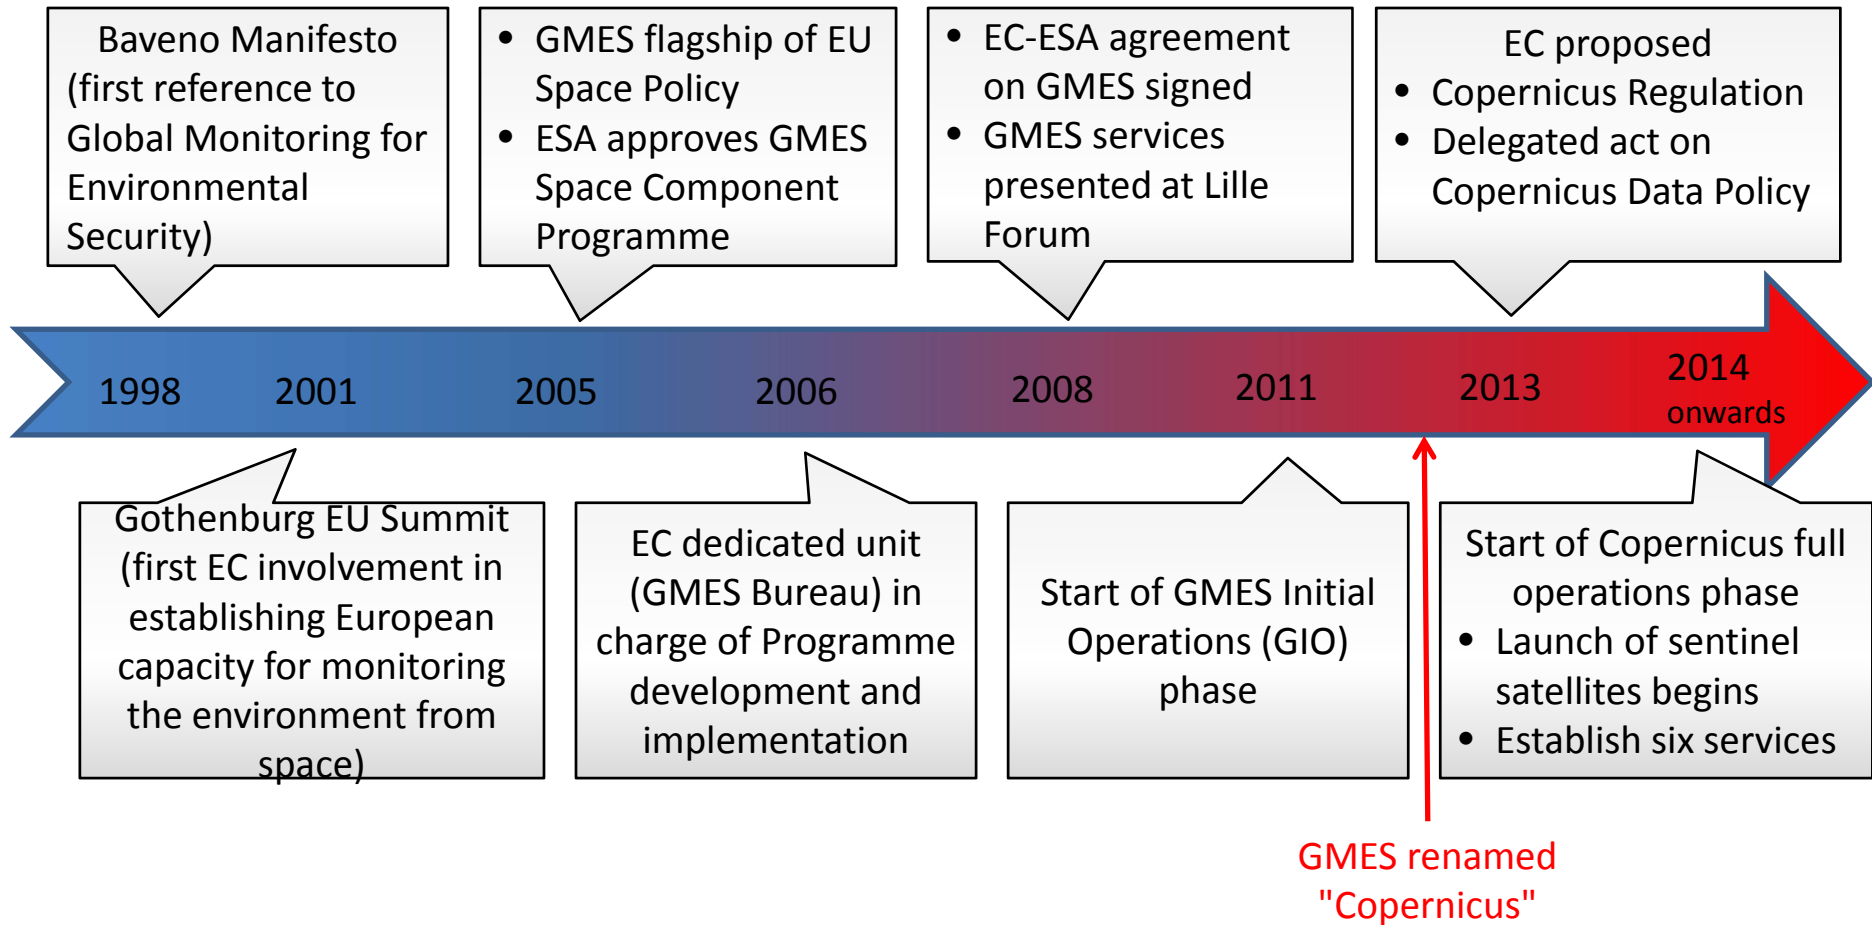 Baveno Manifesto
(first reference to
Global Monitoring for
Environmental
Security)
• GMES flagship of EU
Space Policy
• ESA approves GMES
Space Component
Programme
• EC-ESA agreement
on GMES signed
• GMES services
presented at Lille
Forum
EC proposed
• Copernicus Regulation
• Delegated act on
Copernicus Data Policy
1998
2001
2005
2006
2008
2011
2013
2014
onwards
Gothenburg EU Summit
(first EC involvement in
establishing European
capacity for monitoring
the environment from
space)
EC dedicated unit
(GMES Bureau) in
charge of Programme
development and
implementation
Start of GMES Initial
Operations (GIO)
phase
Start of Copernicus full
operations phase
• Launch of sentinel
satellites begins
• Establish six services
GMES renamed
"Copernicus"